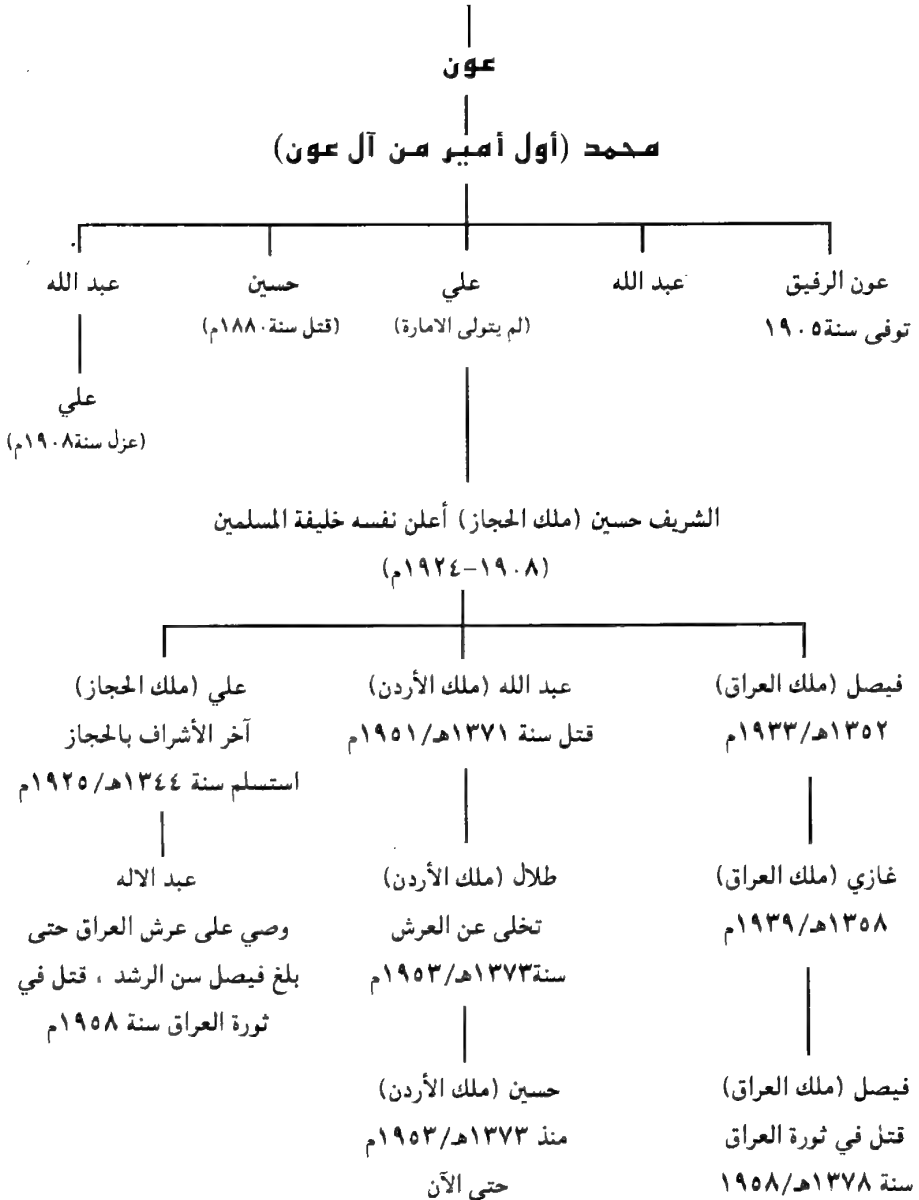 عون
محمد (أول أمير من آل عون)
عون الرفيق
توفى سنة ١٩٠٥
عبد الله
علي
(لم يتولى الامارة)
حسين
(قتل سنة ١٨٨٠م)
عبد الله
علي
(عزل سنة ١٩٠٨م)
الشريف حسين (ملك الحجاز) أعلن نفسه خليفة المسلمين
(١٩٠٨–١٩٢٤م)
فيصل (ملك العراق)
١٣٥٢هـ/١٩٣٣م
عبد الله (ملك الأردن)
قتل سنة ١٣٧١هـ/١٩٥١م
علي (ملك الحجاز)
آخر الأشراف بالحجاز
استسلم سنة ١٣٤٤هـ/١٩٢٥م
غازي (ملك العراق)
١٣٥٨هـ/١٩٣٩م
طلال (ملك الأردن)
تخلى عن العرش
سنة ١٣٧٣هـ/١٩٥٣م
عبد الاله
وصي على عرش العراق حتى
بلغ فيصل سن الرشد ، قتل في
ثورة العراق سنة ١٩٥٨م
فيصل (ملك العراق)
قتل في ثورة العراق
سنة ١٣٧٨هـ/١٩٥٨
حسين (ملك الأردن)
منذ ١٣٧٣هـ/١٩٥٣م
حتى الآن